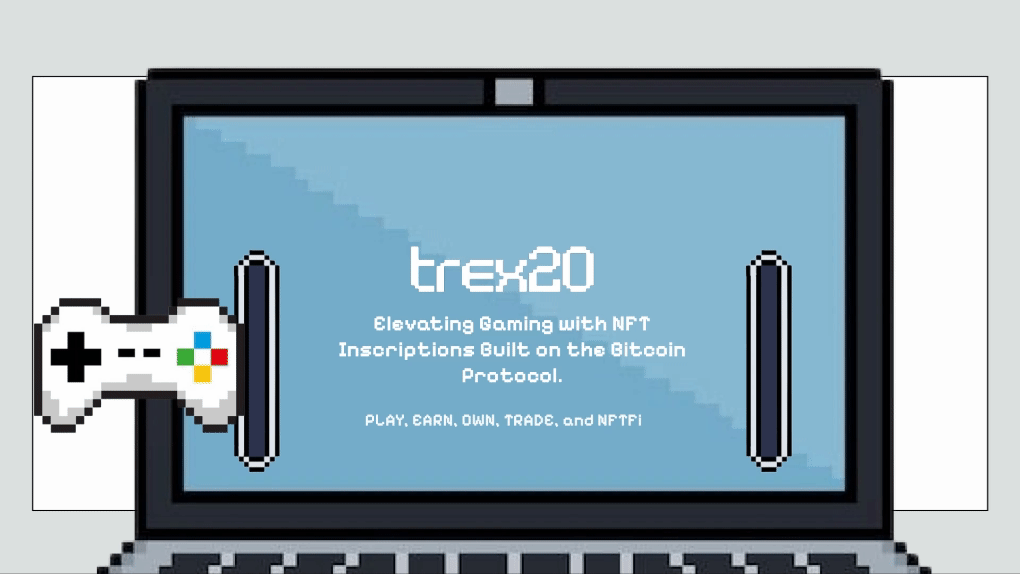 trex20
Elevating Gaming with NFT
Inscriptions Built on the Bitcoin
Protocol.
PLAY, EARN, OWN, TRADE, and NFTFi